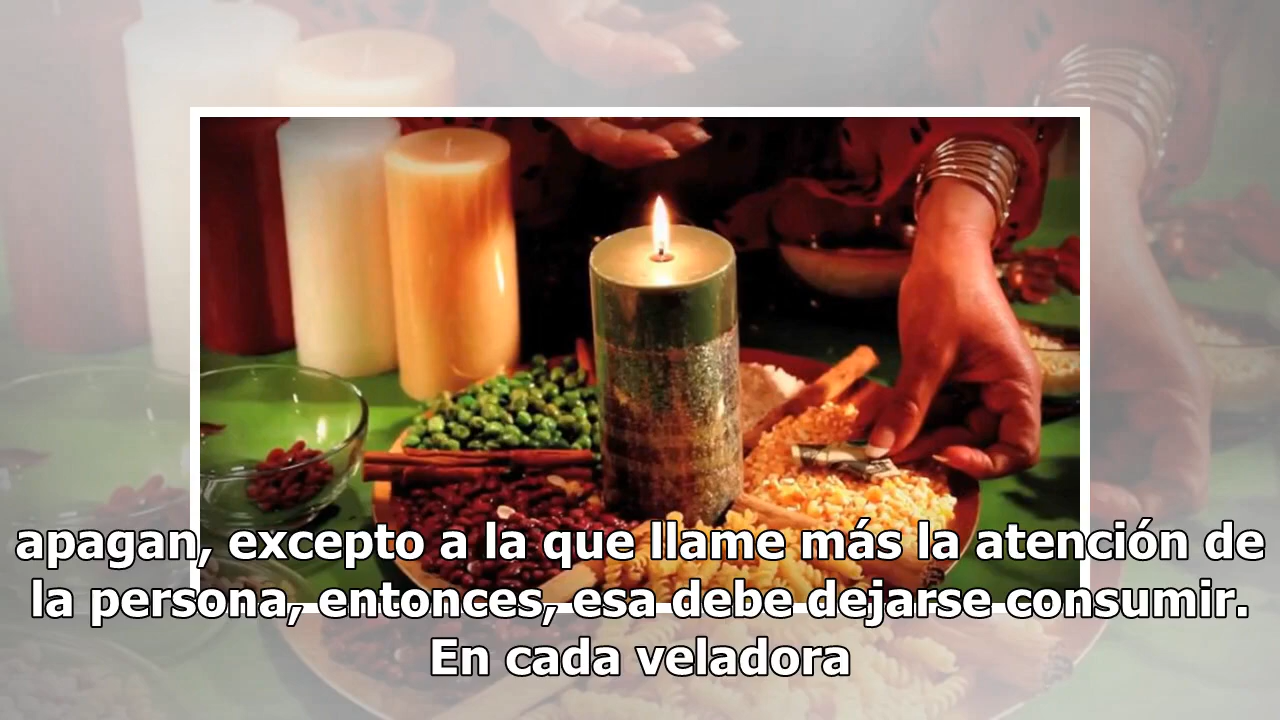 apagan, excepto a la que llame más la atención de
la persona, entonces, esa debe dejarse consumir.
En cada veladora